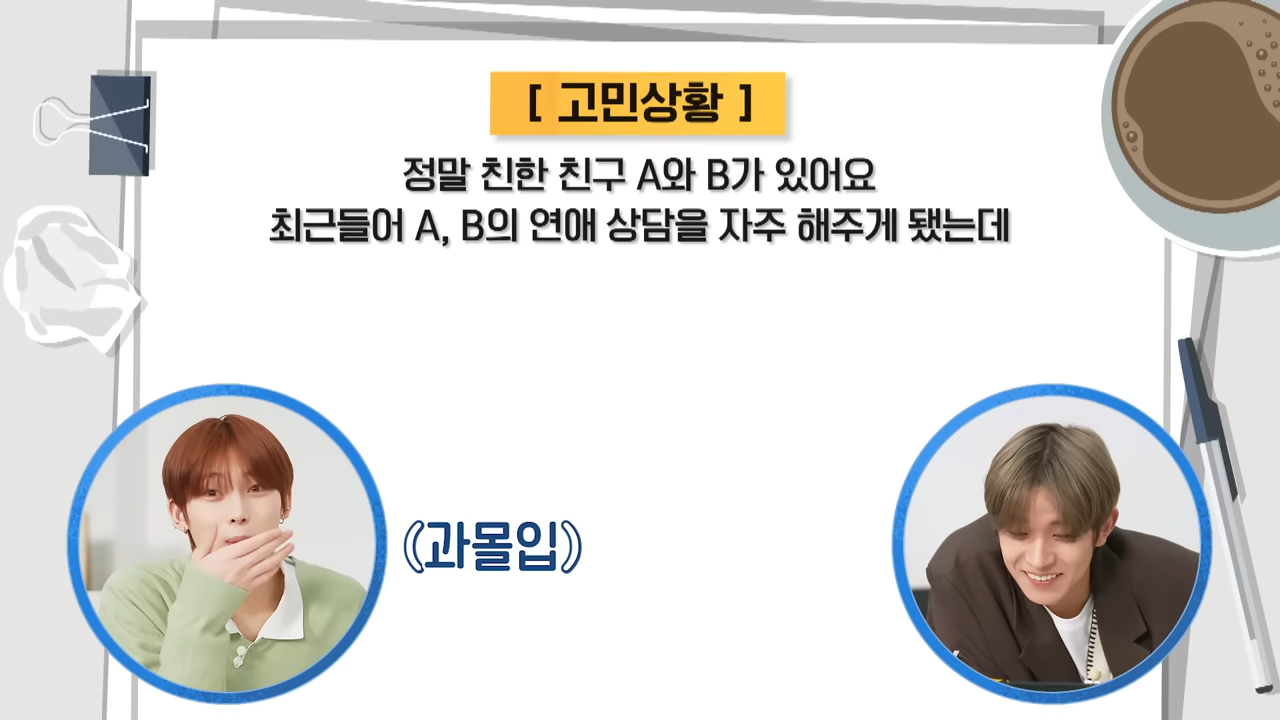 [ 고민상황 ]
정말 친한 친구 A와 B가 있어요
최근들어 A, B의 연애 상담을 자주 해주게 됐는데
(과몰입)